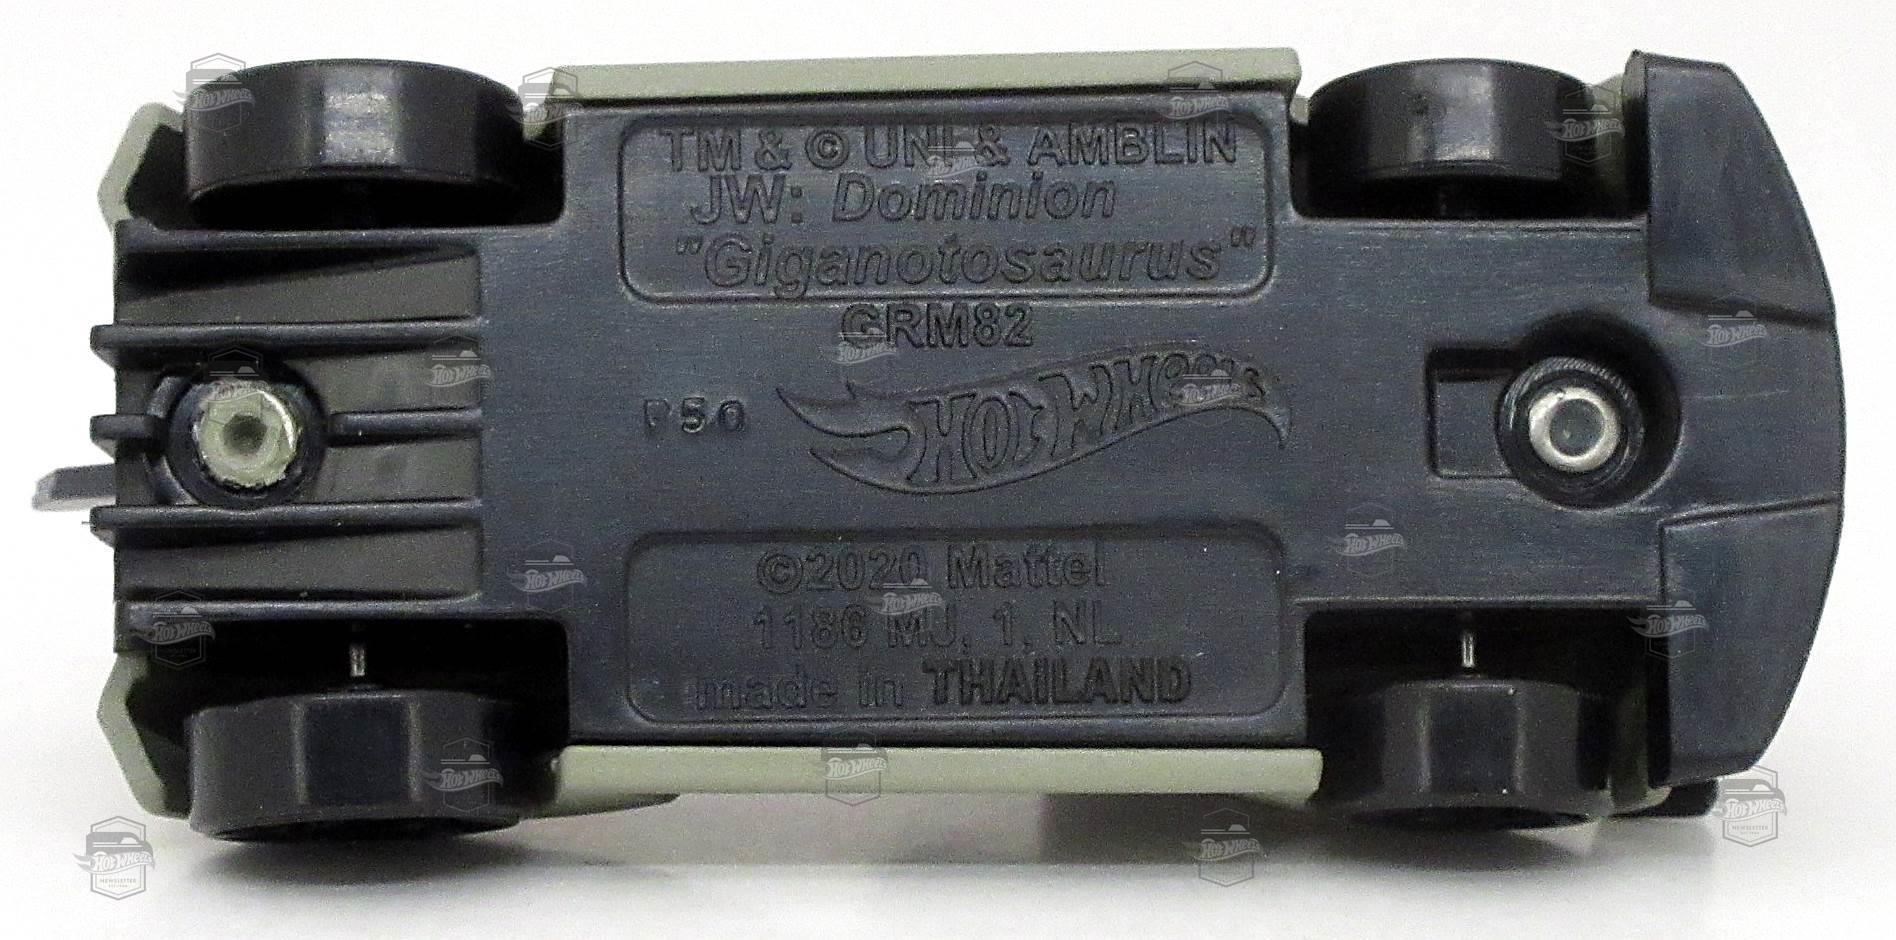 TM & © UNI & AMBLIN
JW: Dominion
"Giganotosaurus"
GRM82
P50
HOT WHEELS
©2020 Mattel
1186 MJ, 1, NL
made in THAILAND